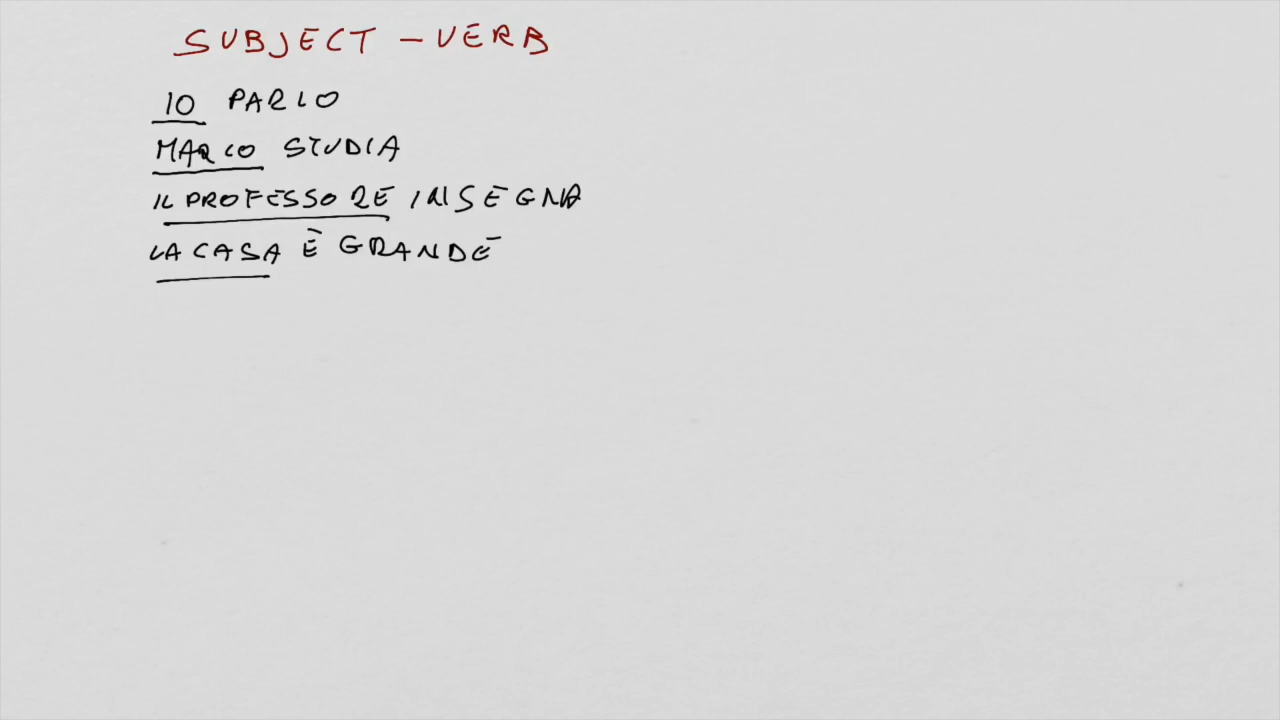 SUBJECT - VERB
IO PARLO
MARCO STUDIA
IL PROFESSORE INSEGNA
LA CASA È GRANDE